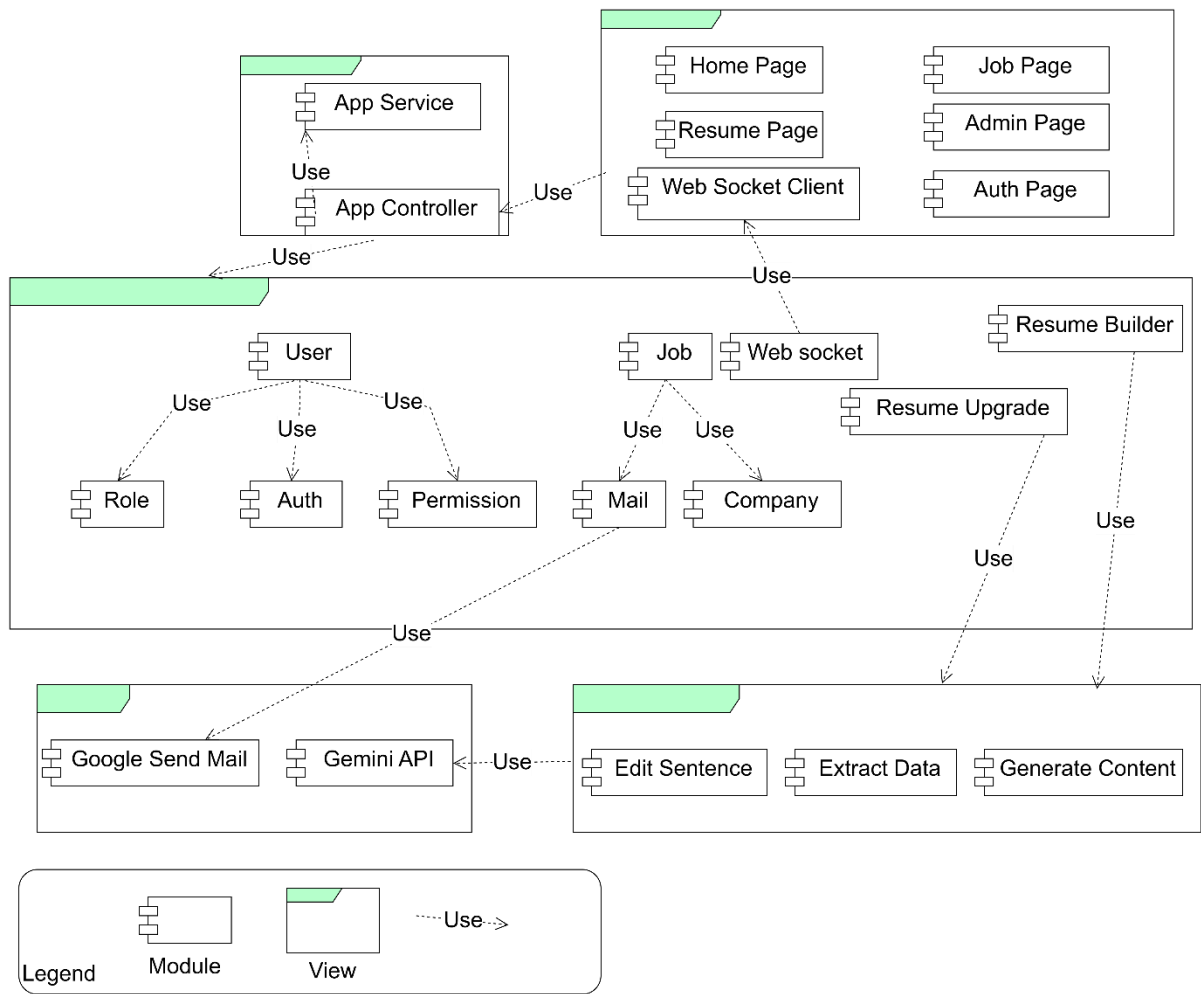 Home Page
Job Page
App Service
Admin Page
Resume Page
Use
Web Socket Client
Auth Page
Use
App Controller
Use
Use
Resume Builder
User
Job
Web socket
Use
Use
Resume Upgrade
Use
Use
Use
Role
Auth
Permission
Mail
Company
Use
Use
Use
Google Send Mail
Gemini API
Use
Edit Sentence
Extract Data
Generate Content
Use
Legend
Module
View